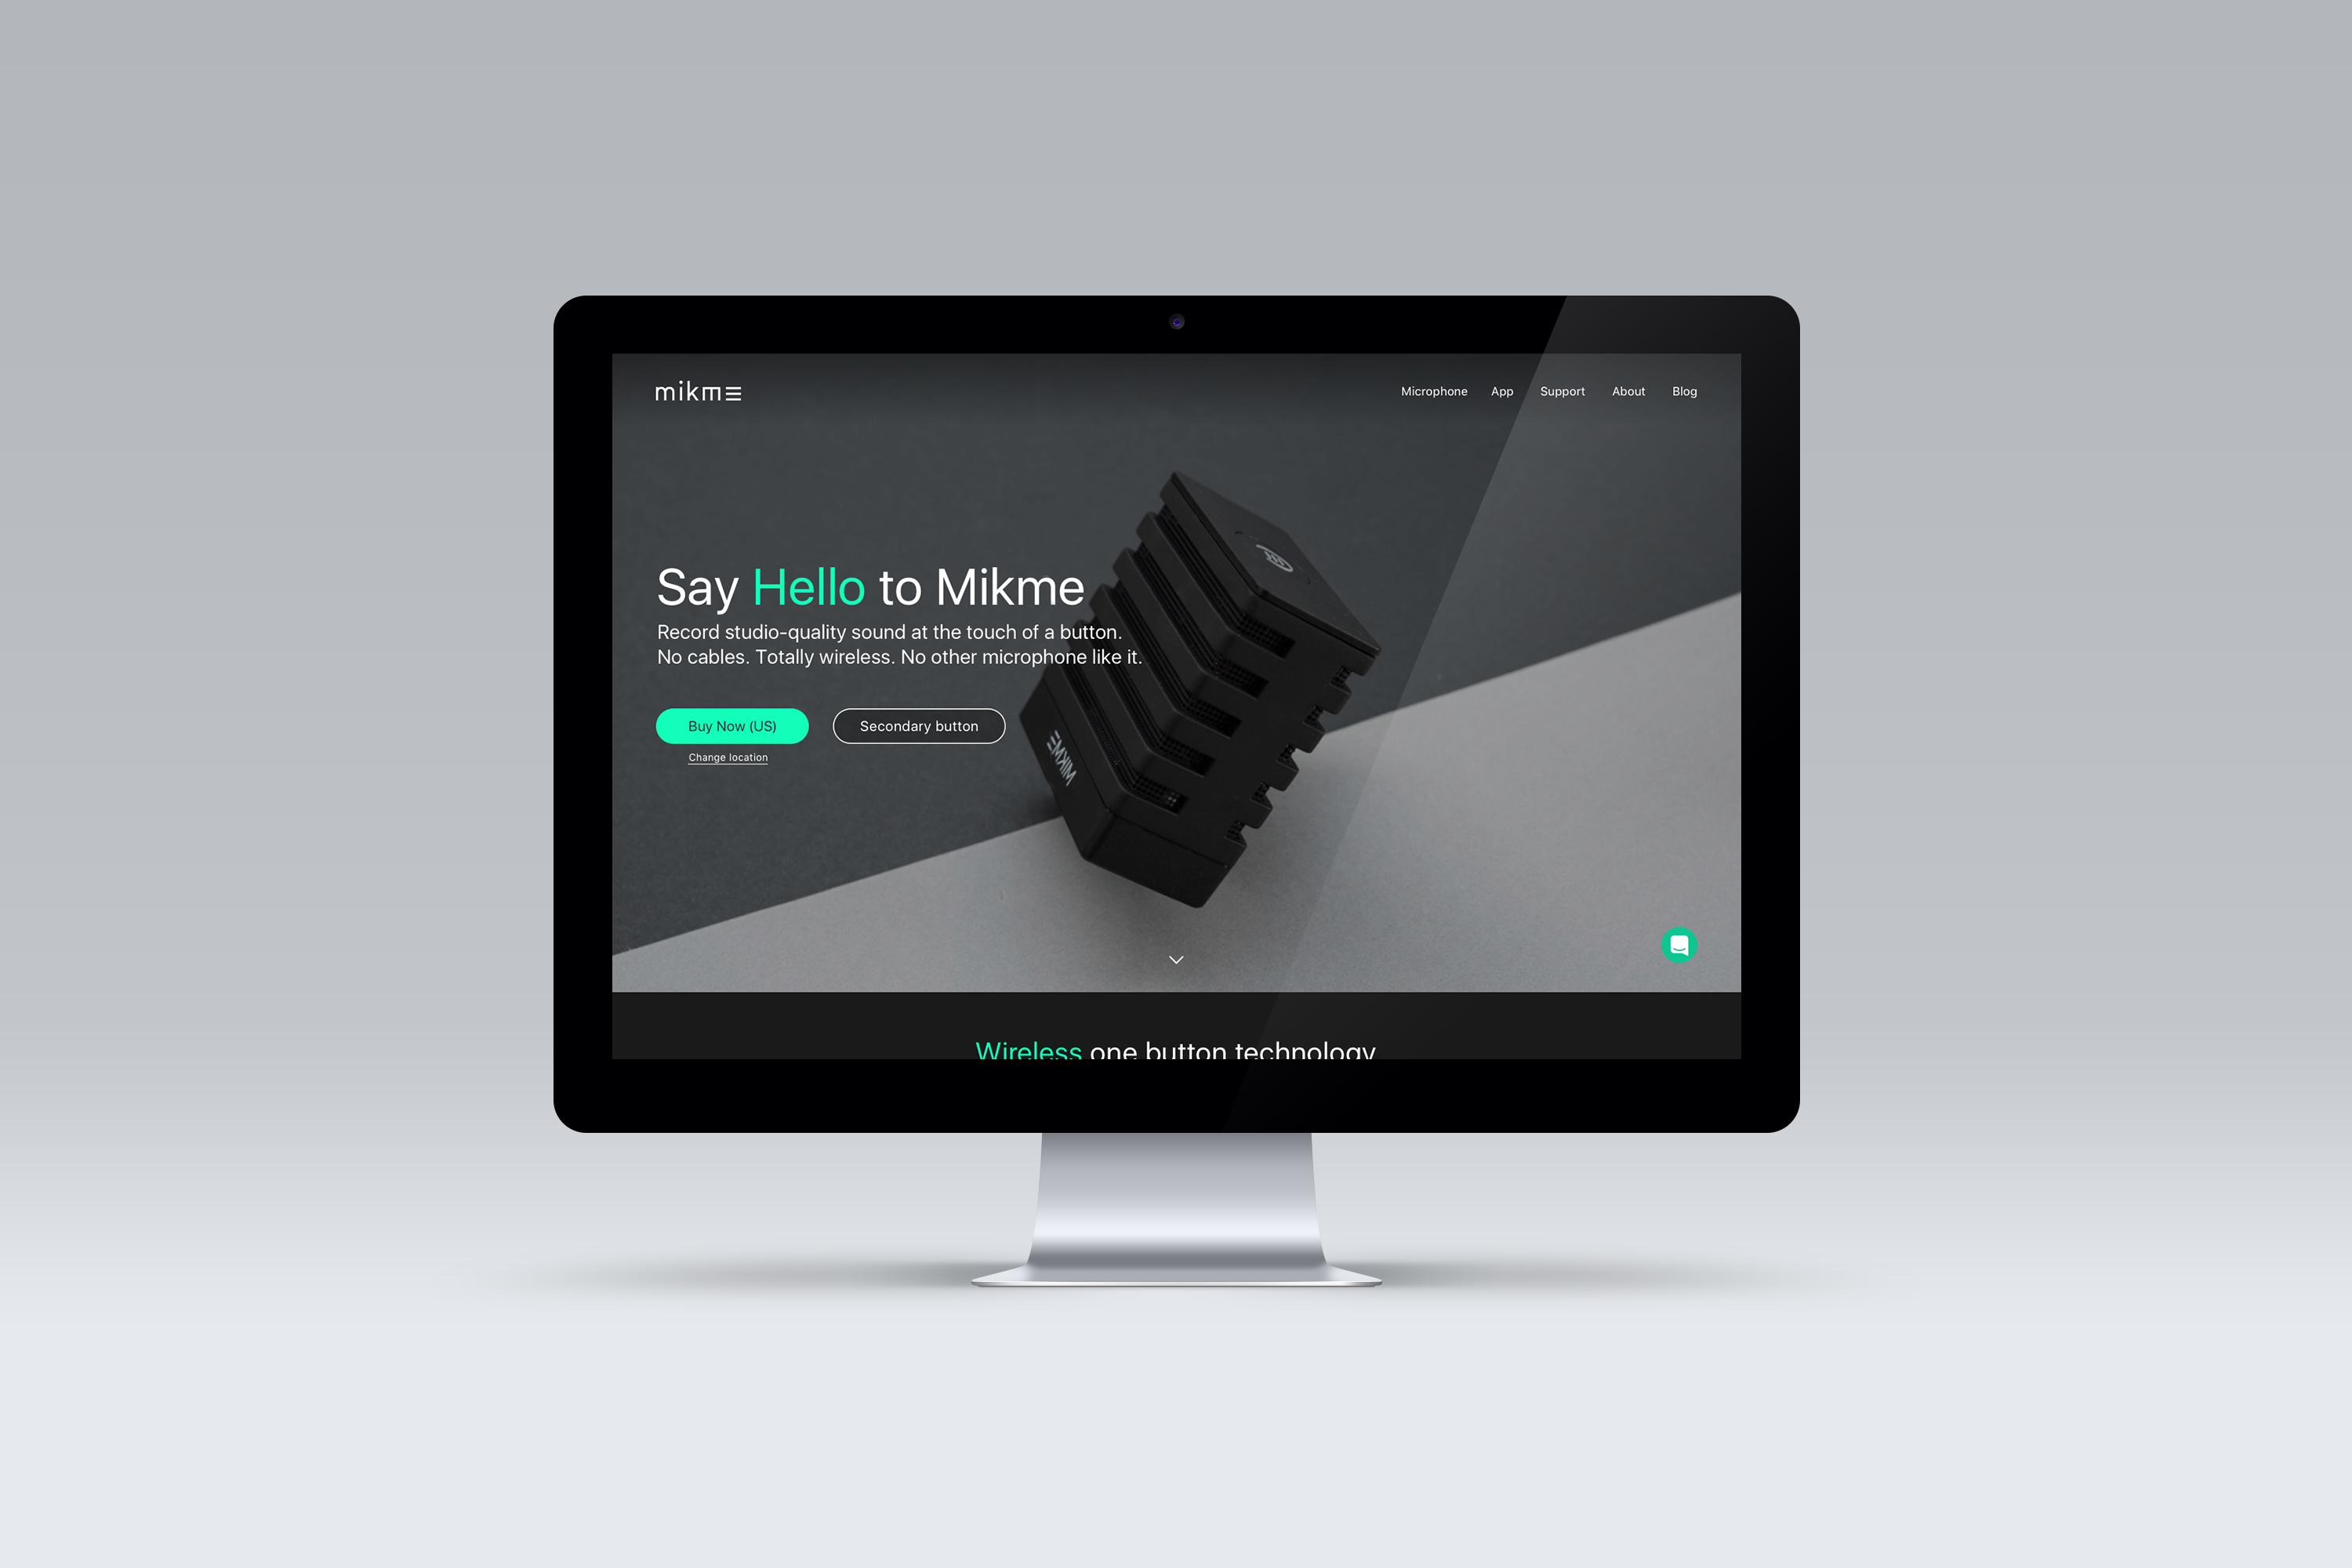 mikme
Microphone App Support About Blog
Say Hello to Mikme
Record studio-quality sound at the touch of a button.
No cables. Totally wireless. No other microphone like it.
Buy Now (US) Secondary button
Change location
MIKME
Wireless one button technology